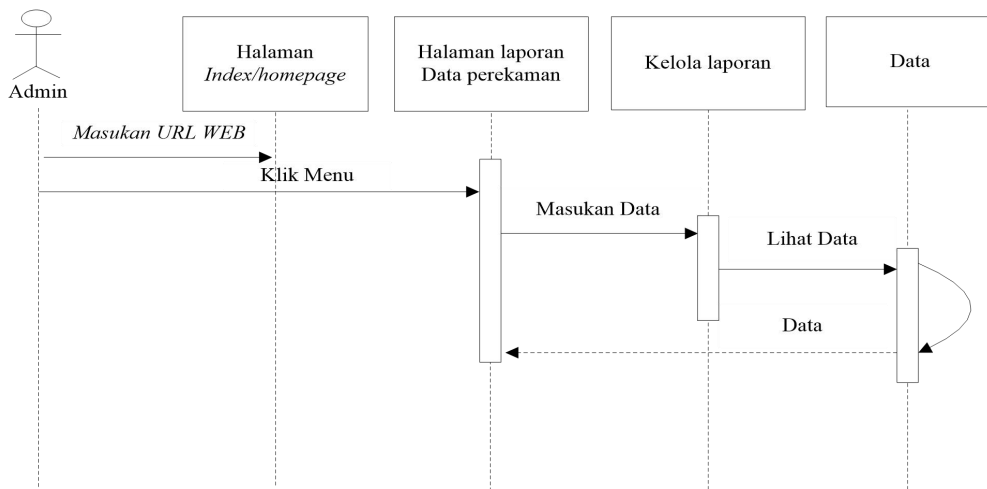 Admin
Halaman
Index/homepage
Halaman laporan
Data perekaman
Kelola laporan
Data
Masukan URL WEB
Klik Menu
Masukan Data
Lihat Data
Data